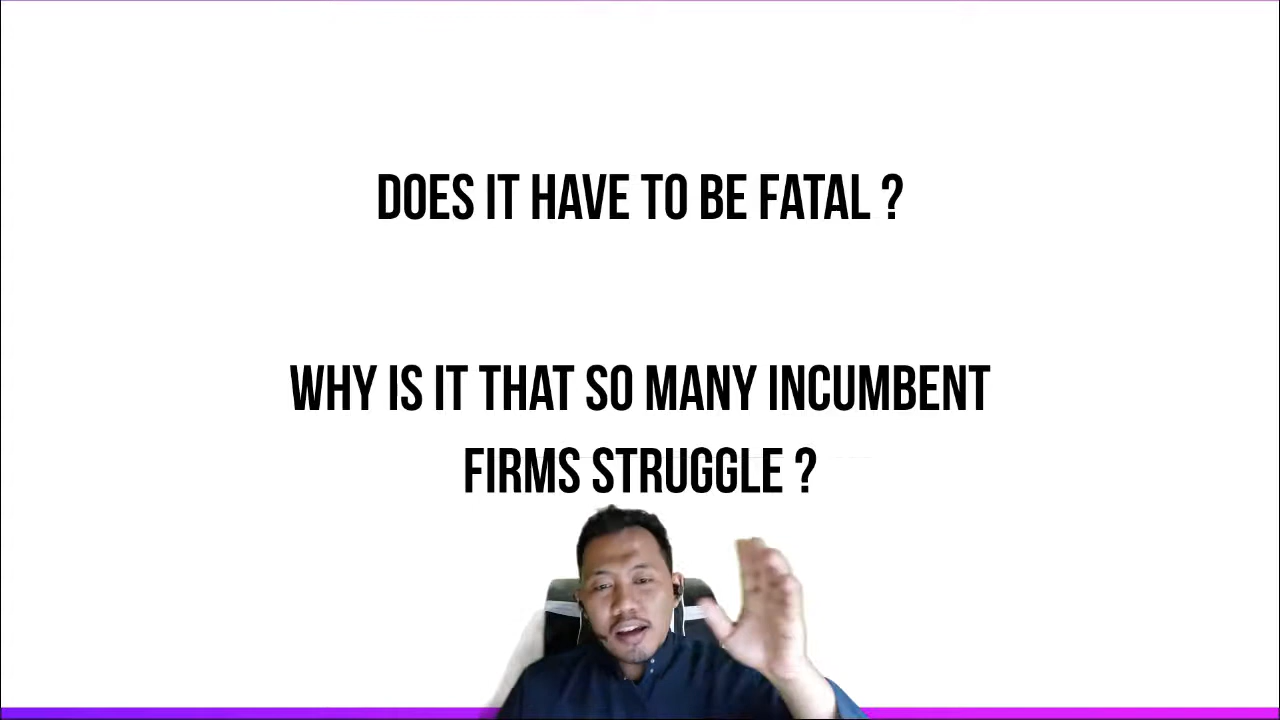 DOES IT HAVE TO BE FATAL ?
WHY IS IT THAT SO MANY INCUMBENT
FIRMS STRUGGLE ?